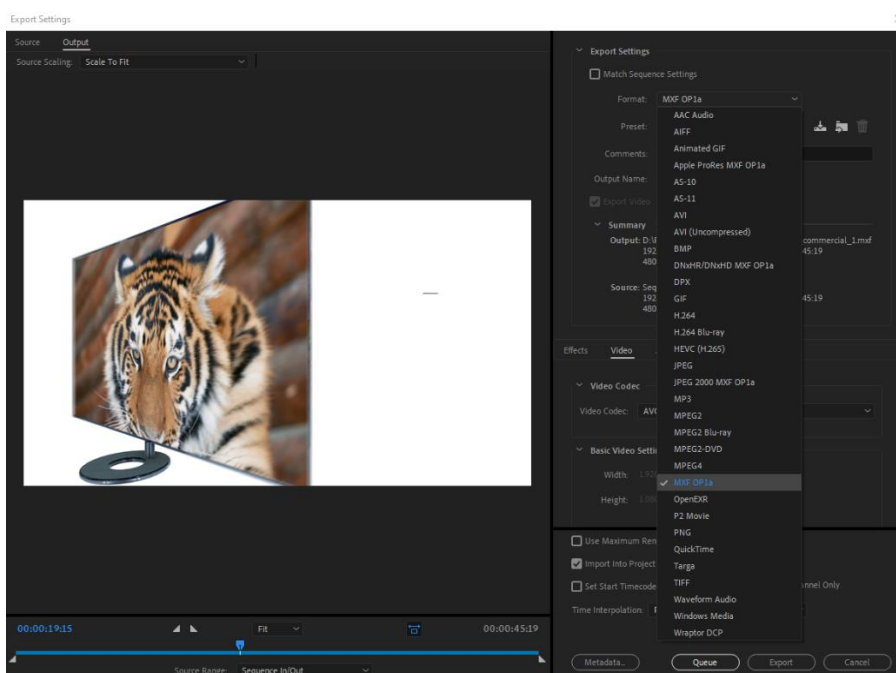 Export Settings
Source Output
Source Scaling: Scale To Fit
Export Settings
Match Sequence Settings
Format: MXF OP1a
Preset:
Comments:
Output Name:
Export Video
Summary
Output: D:\
commercial_1.mxf
192
45:19
480
Source: Seq
192
45:19
480
AAC Audio
AIFF
Animated GIF
Apple ProRes MXF OP1a
AS-10
AS-11
AVI
AVI (Uncompressed)
BMP
DNxHR/DNxHD MXF OP1a
DPX
GIF
H.264
H.264 Blu-ray
HEVC (H.265)
JPEG
JPEG 2000 MXF OP1a
MP3
MPEG2
MPEG2 Blu-ray
MPEG2-DVD
MPEG4
MXF OP1a
OpenEXR
P2 Movie
PNG
QuickTime
Targa
TIFF
Waveform Audio
Windows Media
Wraptor DCP
Effects Video
Video Codec
Video Codec: AVC
Basic Video Setti
Width:
Height:
Use Maximum Ren
Import Into Project
Set Start Timecode
nnel Only
Time Interpolation:
00:00:19:15 Fit 00:00:45:19
Source Range: Sequence In/Out
Metadata... Queue Export Cancel